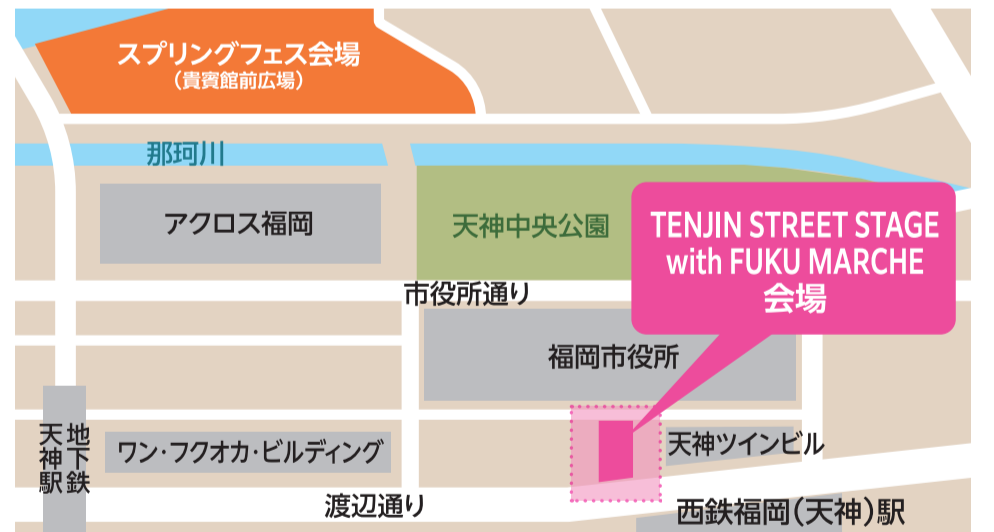 スプリングフェス会場
（貴賓館前広場）
那珂川
アクロス福岡
天神中央公園
TENJIN STREET STAGE
with FUKU MARCHE
会場
市役所通り
福岡市役所
地下鉄
天神駅
ワン・フクオカ・ビルディング
天神ツインビル
渡辺通り
西鉄福岡（天神）駅